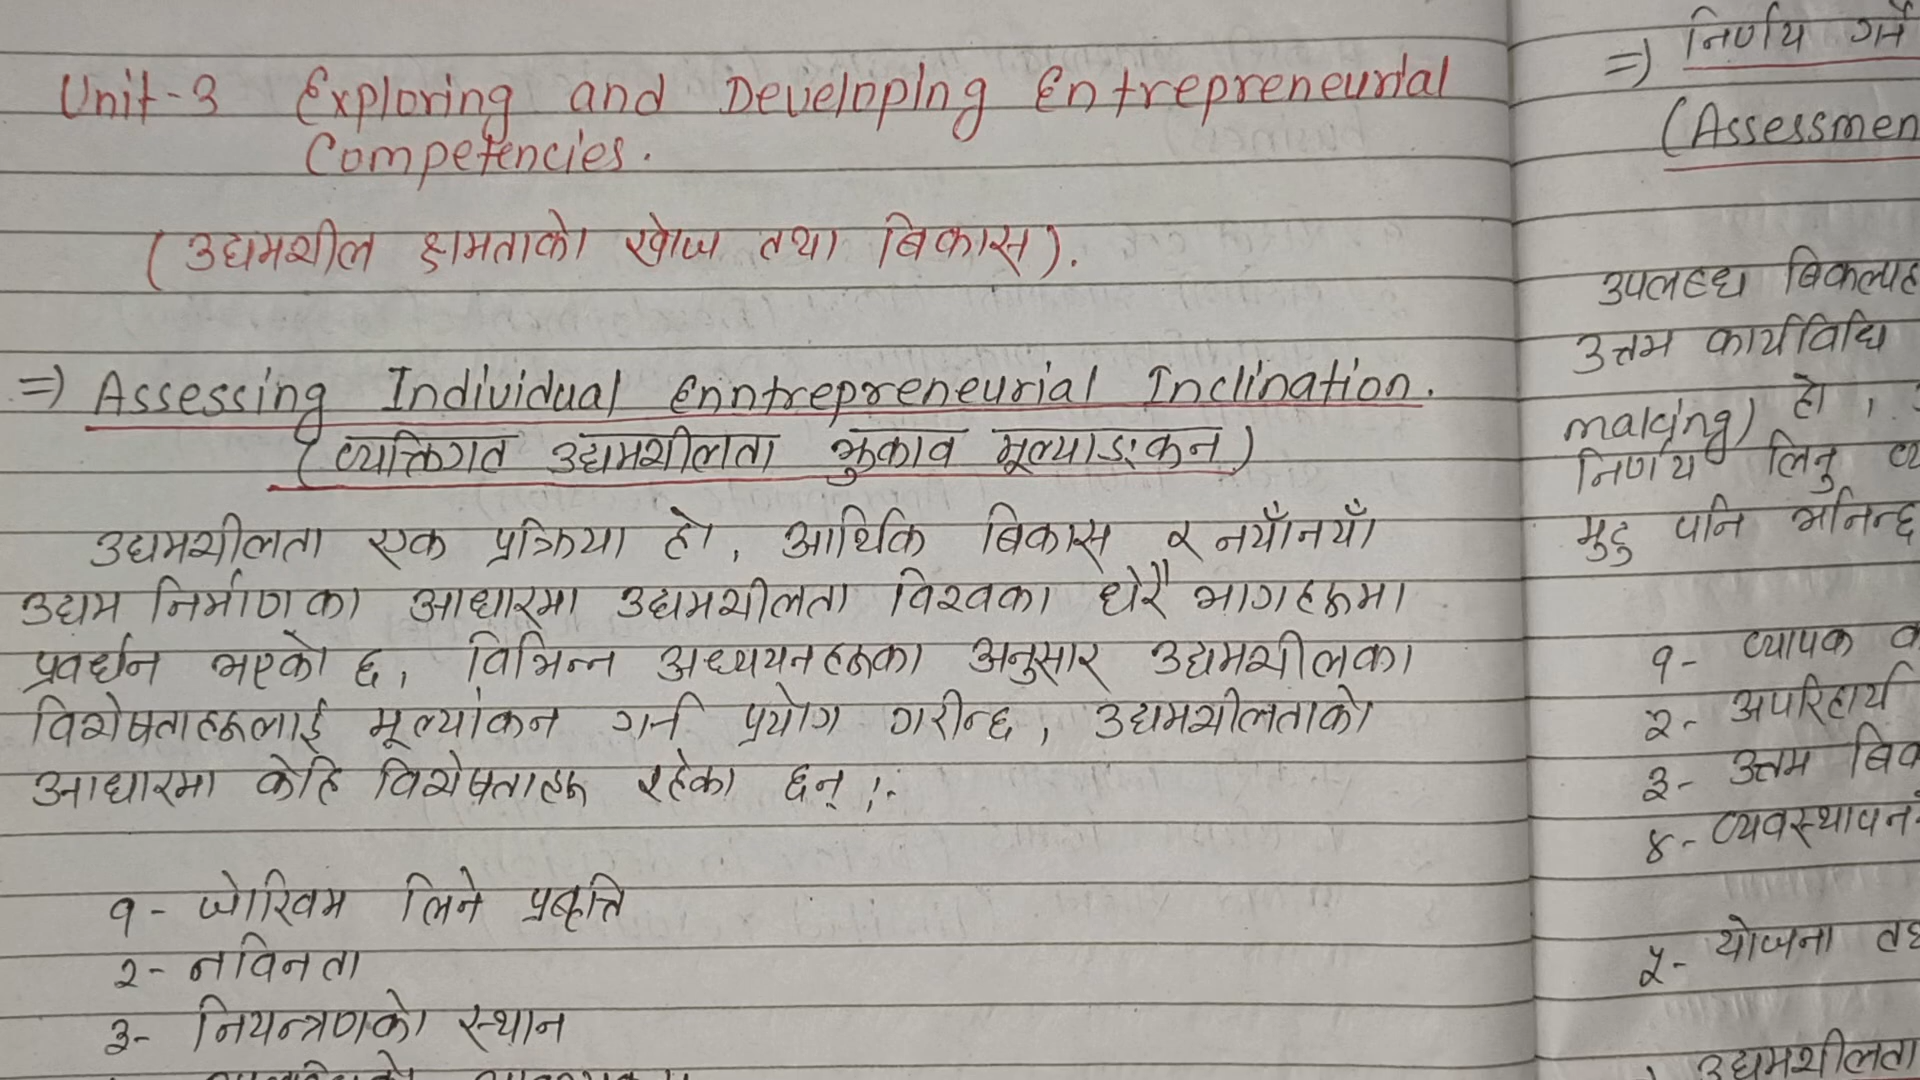 Unit-3 Exploring and Developing Entrepreneurial
Competencies.
(उद्यमशील क्षमताको खोज तथा बिकास).
=) Assessing Individual Enntrepreneurial Inclination.
(व्यक्तिगत उद्यमशीलता झुकाव मूल्याङ्कन)
उद्यमशीलता एक प्रक्रिया हो, आर्थिक बिकास र नयाँनयाँ
उद्यम निर्माणका आधारमा उद्यमशीलता विश्वका धेरै भागहरूमा
प्रवर्धन भएको छ, विभिन्न अध्ययनहरूका अनुसार उद्यमशीलका
विशेषताहरूलाई मूल्यांकन गर्न प्रयोग गरीन्छ, उद्यमशीलताको
आधारमा केहि विशेषताहरू रहेका छन् ;-
१- जोखिम लिने प्रबृत्ति
२- नविनता
३- नियन्त्रणको स्थान
=) निर्णय गर्ने
(Assessmen
उपलब्ध बिकल्पह
उत्तम कार्यविधि
making) हो,
निर्णय लिनु व्य
मुटु पनि भनिन्छ
१- व्यापक
२- अपरिहार्य
३- उत्तम बिक
४- व्यवस्थापन
५- योजना तथ
उद्यमशीलता